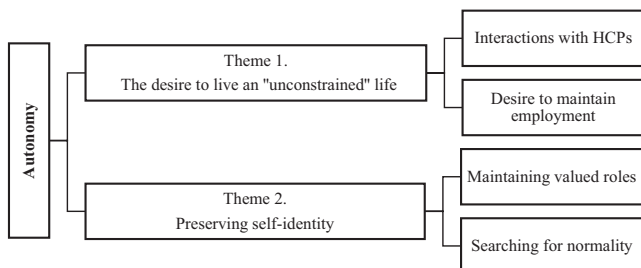 Autonomy
Theme 1.
The desire to live an "unconstrained" life
Interactions with HCPs
Desire to maintain
employment
Theme 2.
Preserving self-identity
Maintaining valued roles
Searching for normality